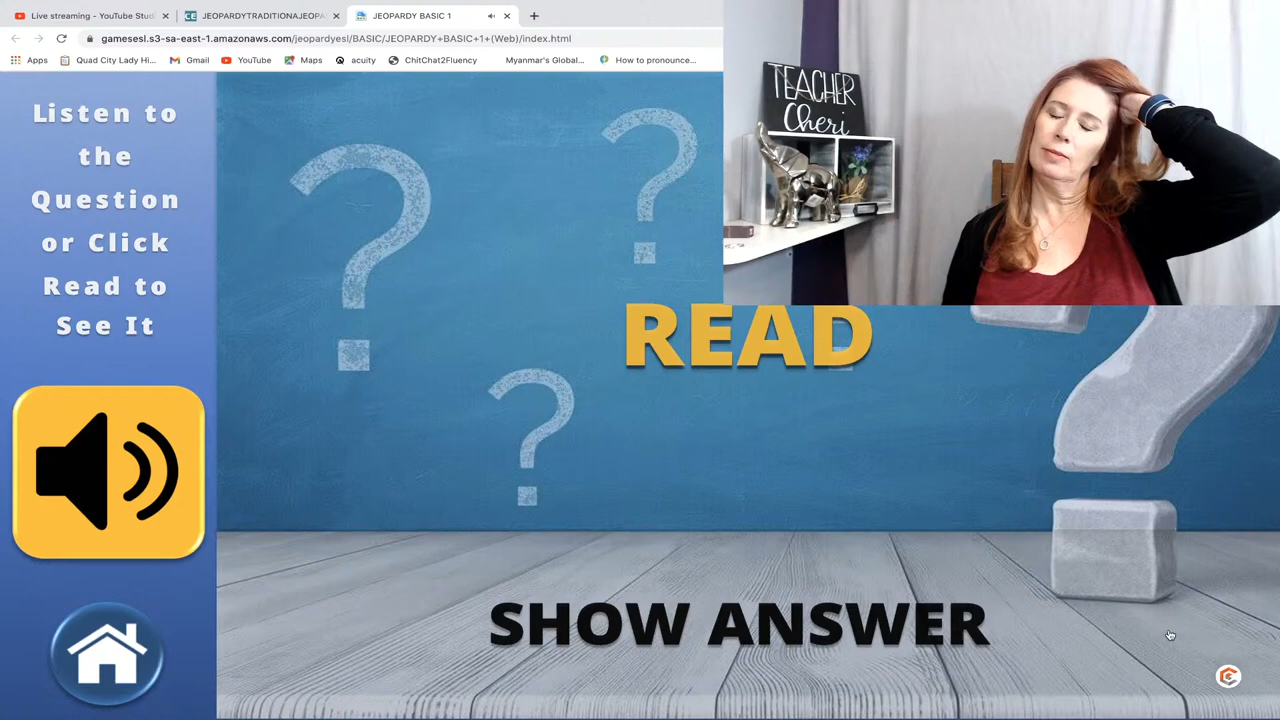 Live streaming - YouTube Stud
JEOPARDYTRADITIONAJEOPA
JEOPARDY BASIC 1
gamesesl.s3-sa-east-1.amazonaws.com/jeopardyesl/BASIC/JEOPARDY+BASIC+1+(Web)/index.html
Apps Quad City Lady Hi... Gmail YouTube Maps acuity ChitChat2Fluency Myanmar's Global... How to pronounce...
TEACHER
Cheri
Listen to
the
Question
or Click
Read to
See It
READ
SHOW ANSWER